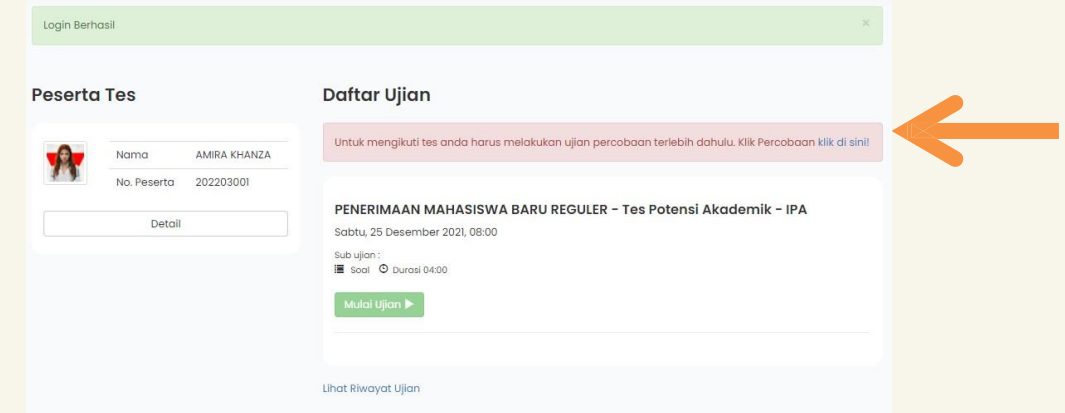 Login Berhasil ×
Peserta Tes
Nama AMIRA KHANZA
No. Peserta 202203001
Detail
Daftar Ujian
Untuk mengikuti tes anda harus melakukan ujian percobaan terlebih dahulu. Klik Percobaan klik di sini!
PENERIMAAN MAHASISWA BARU REGULER - Tes Potensi Akademik - IPA
Sabtu, 25 Desember 2021, 08:00
Sub ujian :
Soal Durasi 04:00
Mulai Ujian
Lihat Riwayat Ujian